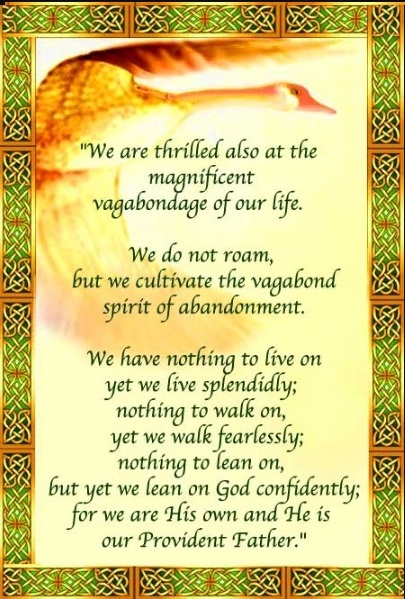 "We are thrilled also at the
magnificent
vagabondage of our life.
We do not roam,
but we cultivate the vagabond
spirit of abandonment.
We have nothing to live on
yet we live splendidly;
nothing to walk on,
yet we walk fearlessly;
nothing to lean on,
but yet we lean on God confidently;
for we are His own and He is
our Provident Father."